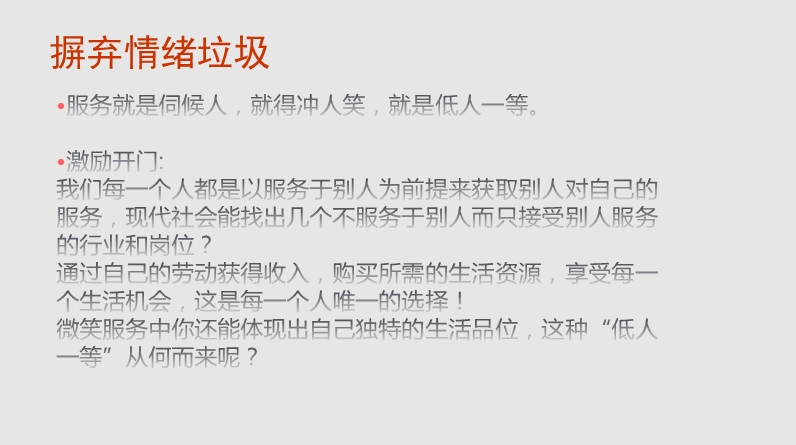 摒弃情绪垃圾
•服务就是伺候人，就得冲人笑，就是低人一等。
•激励开门:
我们每一个人都是以服务于别人为前提来获取别人对自己的
服务，现代社会能找出几个不服务于别人而只接受别人服务
的行业和岗位？
通过自己的劳动获得收入，购买所需的生活资源，享受每一
个生活机会，这是每一个人唯一的选择！
微笑服务中你还能体现出自己独特的生活品位，这种“低人
一等”从何而来呢？